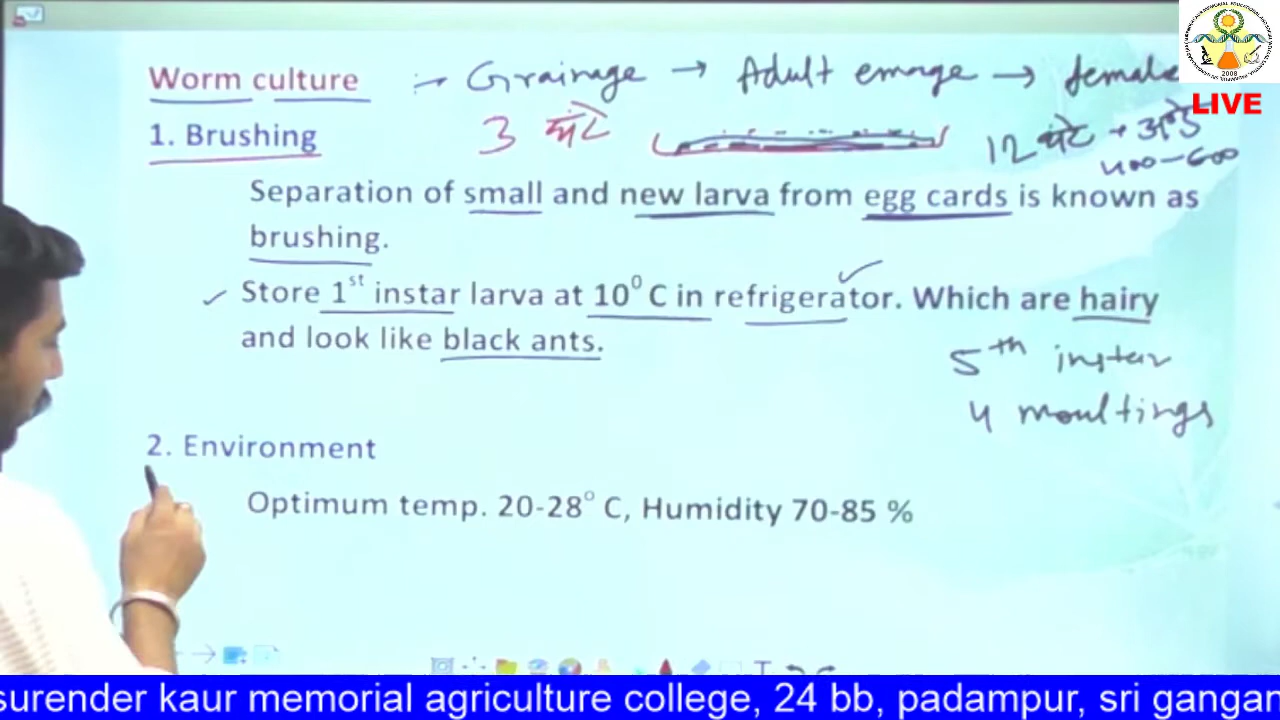 Worm culture :- Grainage → Adult emerge → female
LIVE
1. Brushing 3 घंटे 12 घंटे + अण्डे
400-600
Separation of small and new larva from egg cards is known as
brushing.
✓ Store 1st instar larva at 10⁰ C in refrigerator. Which are hairy
and look like black ants.
5th instar
4 moultings
2. Environment
Optimum temp. 20-28° C, Humidity 70-85 %
surender kaur memorial agriculture college, 24 bb, padampur, sri gangan